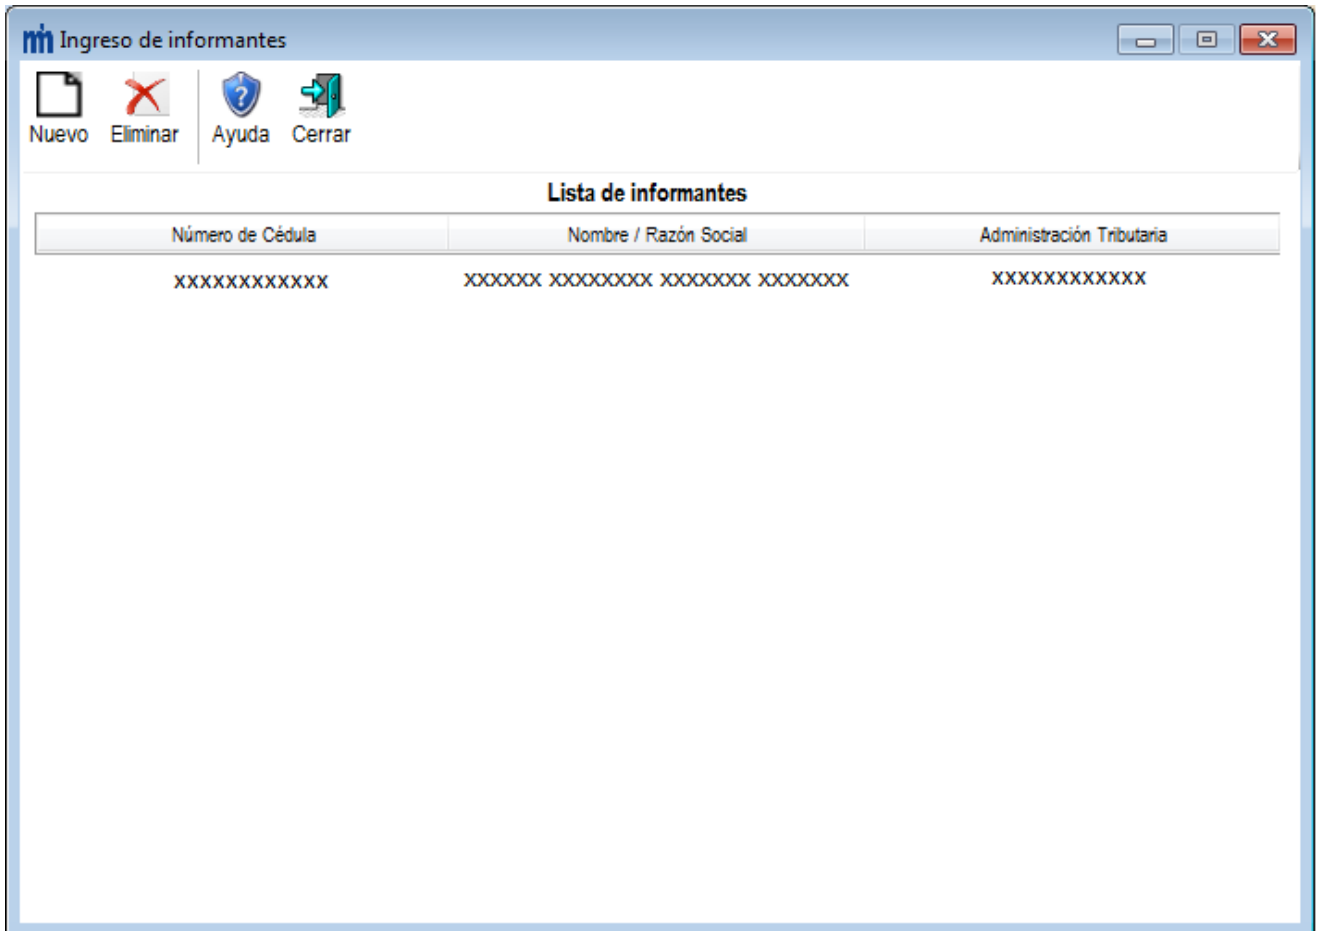 Ingreso de informantes
Nuevo Eliminar Ayuda Cerrar
Lista de informantes
Número de Cédula Nombre / Razón Social Administración Tributaria
XXXXXXXXXXXX XXXXXX XXXXXXXX XXXXXXX XXXXXXX XXXXXXXXXXXX